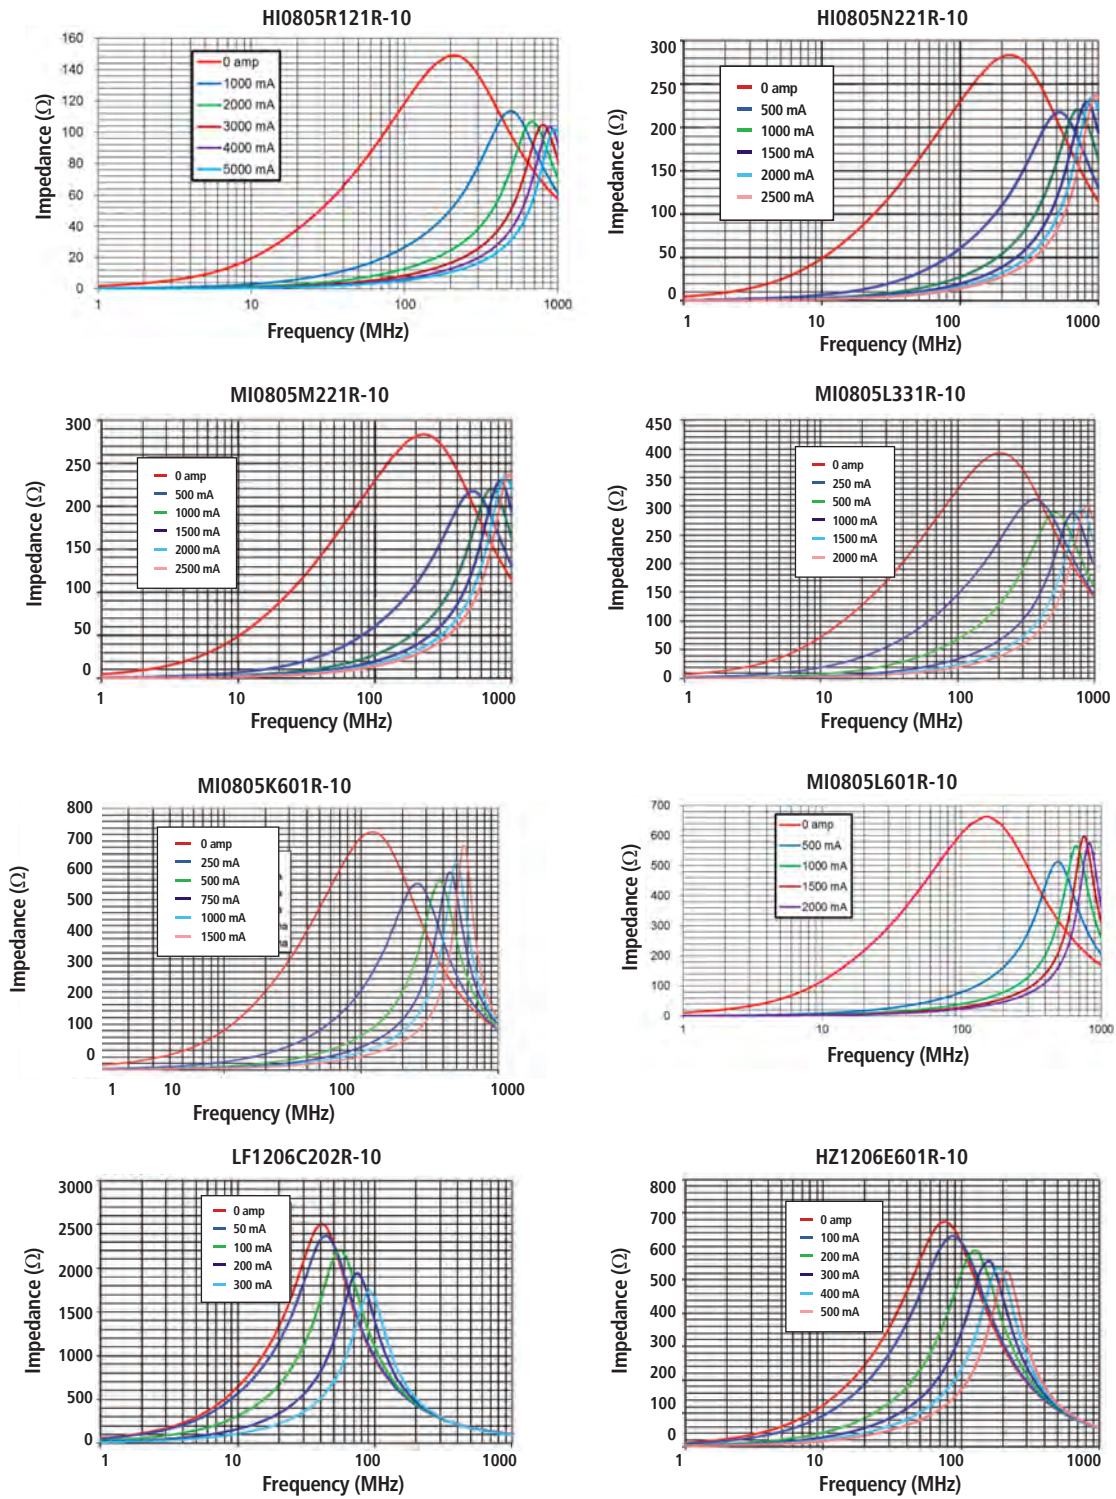 HI0805R121R-10
160
140
120
100
80
60
40
20
0
Impedance (Ω)
0 amp
1000 mA
2000 mA
3000 mA
4000 mA
5000 mA
1
10
100
1000
Frequency (MHz)
HI0805N221R-10
300
250
200
150
100
50
0
Impedance (Ω)
0 amp
500 mA
1000 mA
1500 mA
2000 mA
2500 mA
1
10
100
1000
Frequency (MHz)
MI0805M221R-10
300
250
200
150
100
50
0
Impedance (Ω)
0 amp
500 mA
1000 mA
1500 mA
2000 mA
2500 mA
1
10
100
1000
Frequency (MHz)
MI0805L331R-10
450
400
350
300
250
200
150
100
50
0
Impedance (Ω)
0 amp
250 mA
500 mA
1000 mA
1500 mA
2000 mA
1
10
100
1000
Frequency (MHz)
MI0805K601R-10
800
700
600
500
400
300
200
100
0
Impedance (Ω)
0 amp
250 mA
500 mA
750 mA
1000 mA
1500 mA
1
10
100
1000
Frequency (MHz)
MI0805L601R-10
700
600
500
400
300
200
100
0
Impedance (Ω)
0 amp
500 mA
1000 mA
1500 mA
2000 mA
1
10
100
1000
Frequency (MHz)
LF1206C202R-10
3000
2500
2000
1500
1000
500
0
Impedance (Ω)
0 amp
50 mA
100 mA
200 mA
300 mA
1
10
100
1000
Frequency (MHz)
HZ1206E601R-10
800
700
600
500
400
300
200
100
0
Impedance (Ω)
0 amp
100 mA
200 mA
300 mA
400 mA
500 mA
1
10
100
1000
Frequency (MHz)